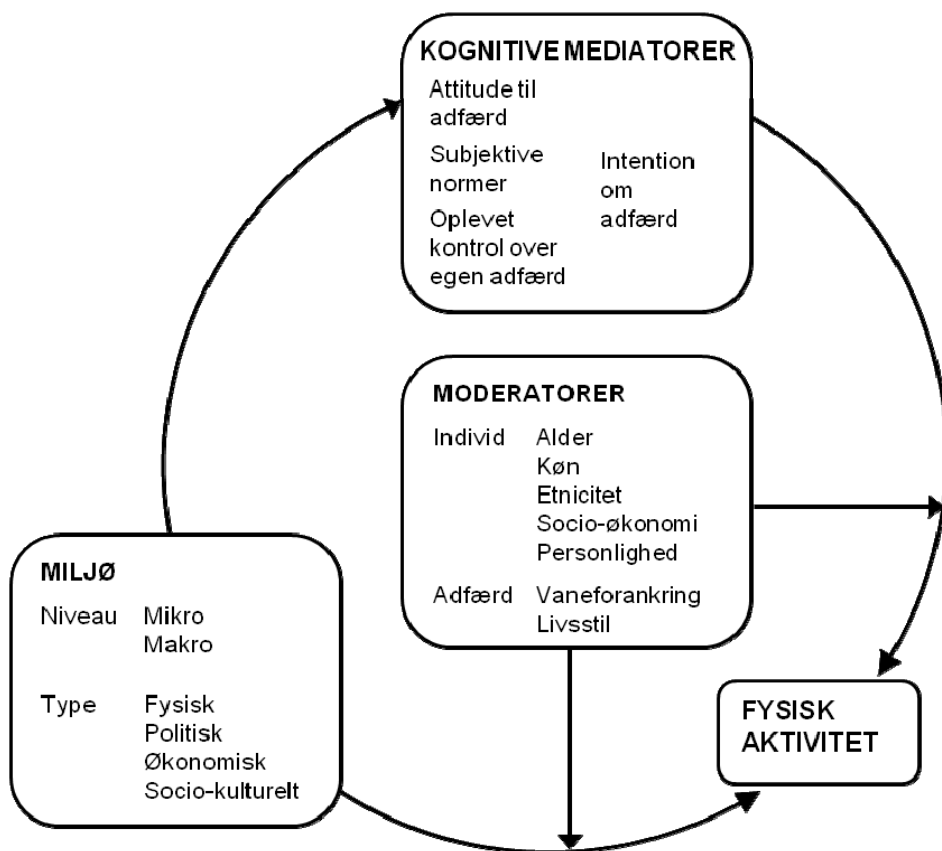 KOGNITIVE MEDIATORER
Attitude til
adfærd
Subjektive
normer
Oplevet
kontrol over
egen adfærd
Intention
om
adfærd
MODERATORER
Individ Alder
Køn
Etnicitet
Socio-økonomi
Personlighed
Adfærd Vaneforankring
Livsstil
MILJØ
Niveau Mikro
Makro
Type Fysisk
Politisk
Økonomisk
Socio-kulturelt
FYSISK
AKTIVITET